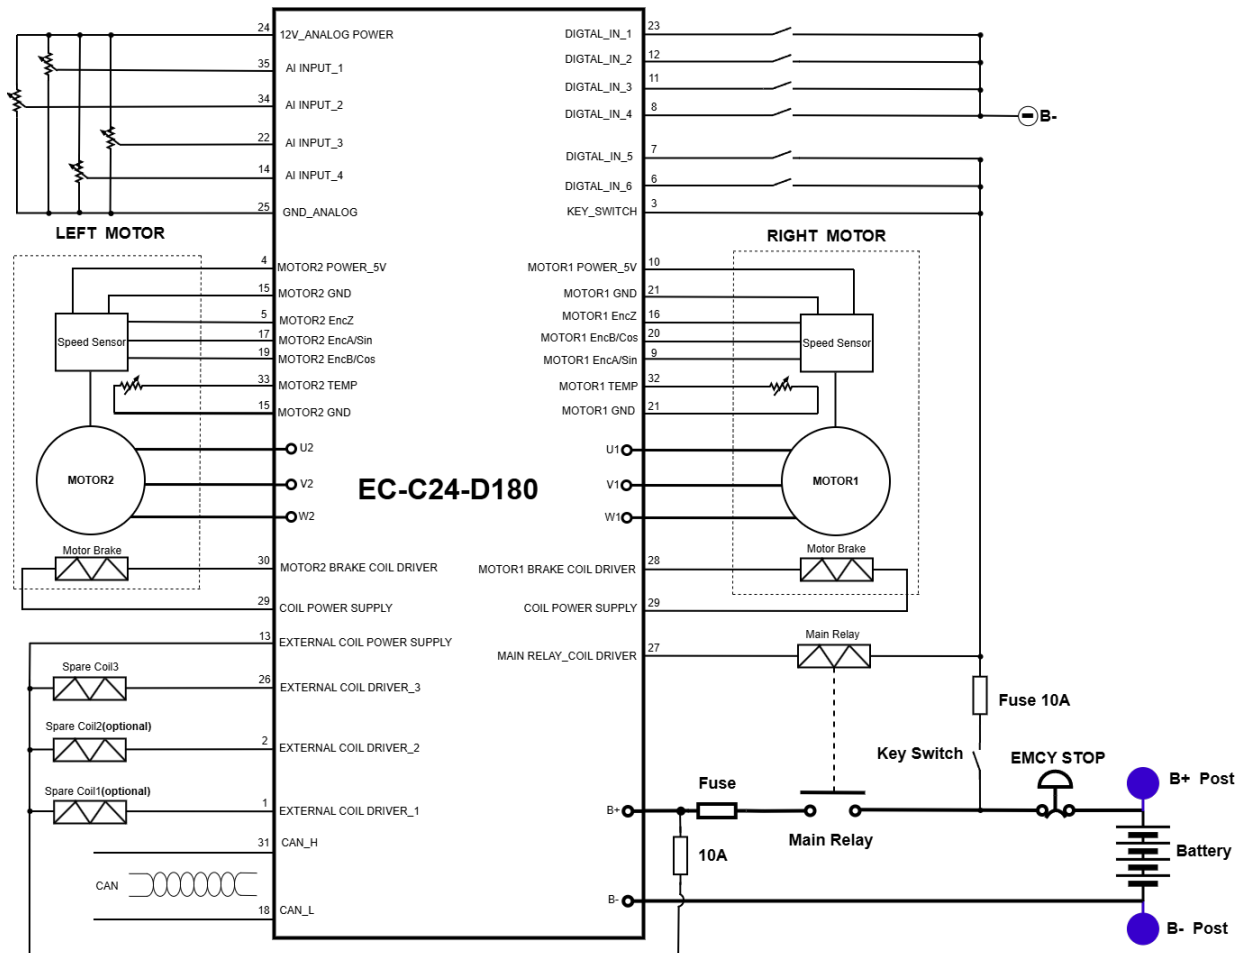 24
12V_ANALOG POWER
35
AI INPUT_1
34
AI INPUT_2
22
AI INPUT_3
14
AI INPUT_4
25
GND_ANALOG
LEFT MOTOR
4
MOTOR2 POWER_5V
15
MOTOR2 GND
5
MOTOR2 EncZ
17
MOTOR2 EncA/Sin
19
MOTOR2 EncB/Cos
33
MOTOR2 TEMP
15
MOTOR2 GND
Speed Sensor
MOTOR2
U2
V2
W2
Motor Brake
30
MOTOR2 BRAKE COIL DRIVER
29
COIL POWER SUPPLY
13
EXTERNAL COIL POWER SUPPLY
Spare Coil3
26
EXTERNAL COIL DRIVER_3
Spare Coil2(optional)
2
EXTERNAL COIL DRIVER_2
Spare Coil1(optional)
1
EXTERNAL COIL DRIVER_1
31
CAN_H
CAN
18
CAN_L
EC-C24-D180
DIGTAL_IN_1
23
DIGTAL_IN_2
12
DIGTAL_IN_3
11
DIGTAL_IN_4
8
B-
DIGTAL_IN_5
7
DIGTAL_IN_6
6
KEY_SWITCH
3
RIGHT MOTOR
MOTOR1 POWER_5V
10
MOTOR1 GND
21
MOTOR1 EncZ
16
MOTOR1 EncB/Cos
20
MOTOR1 EncA/Sin
9
MOTOR1 TEMP
32
MOTOR1 GND
21
Speed Sensor
MOTOR1
U1
V1
W1
Motor Brake
MOTOR1 BRAKE COIL DRIVER
28
COIL POWER SUPPLY
29
Main Relay
MAIN RELAY_COIL DRIVER
27
Fuse 10A
Key Switch
EMCY STOP
B+ Post
Fuse
B+
Main Relay
10A
Battery
B-
B- Post